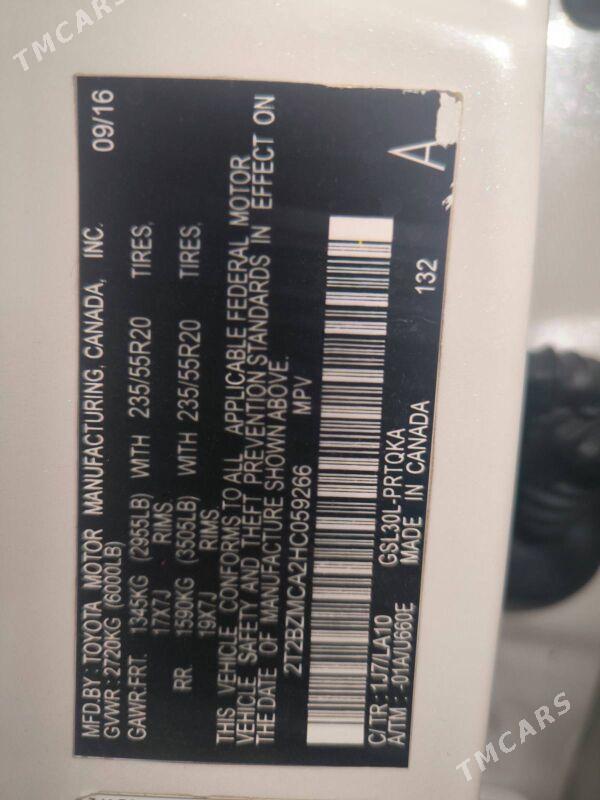 TMCARS
MFD.BY TOYOTA MOTOR MANUFACTURING CANADA, INC. 09/16
GVWR: 2720KG (6000LB)
GAWR:FRT. 1345KG (2955LB) WITH 235/55R20 TIRES,
17X7J RIMS.
RR. 1590KG (3505LB) WITH 235/55R20 TIRES,
19X7J RIMS.
THIS VEHICLE CONFORMS TO ALL APPLICABLE FEDERAL MOTOR
VEHICLE SAFETY AND THEFT PREVENTION STANDARDS IN EFFECT ON
THE DATE OF MANUFACTURE SHOWN ABOVE.
2T2BZMCA2HC059266 MPV
C/TR: 1J7/LA10 GSL30L-PRTQKA A
A/TM: -01A/U660E MADE IN CANADA 132
TMCARS